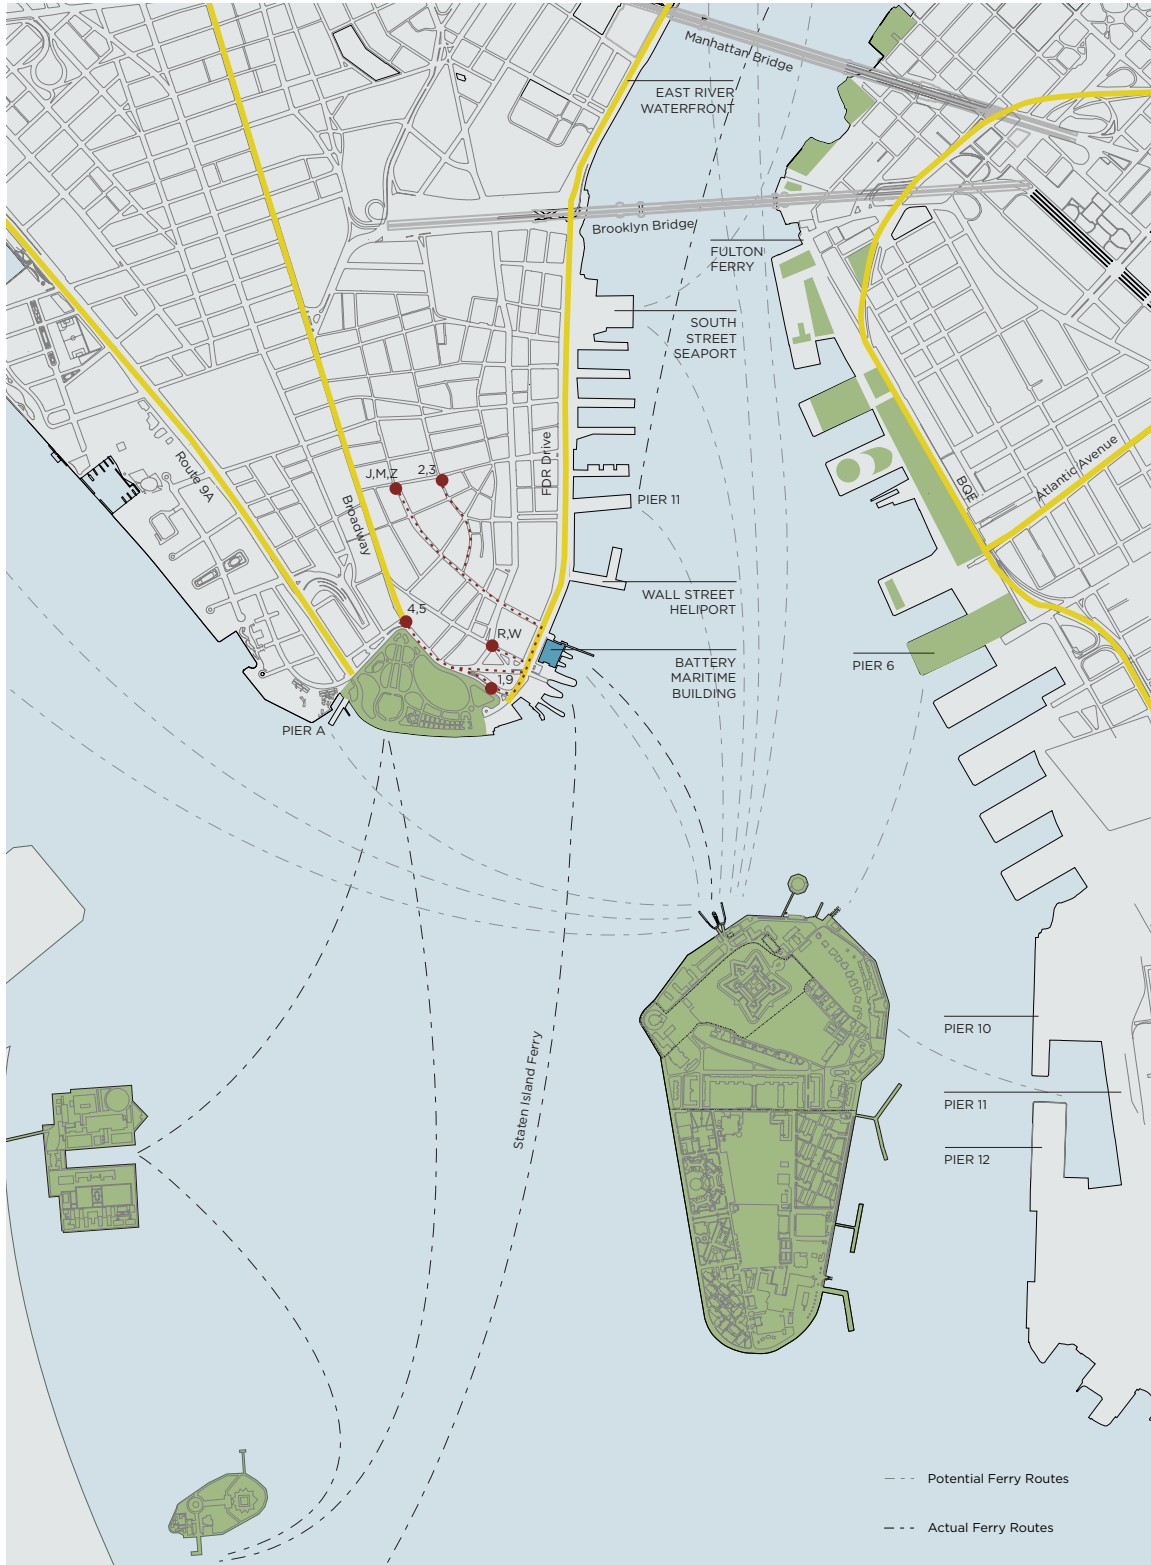 Manhattan Bridge
EAST RIVER
WATERFRONT
Brooklyn Bridge
FULTON
FERRY
SOUTH
STREET
SEAPORT
Route 9A
Broadway
J,M,Z
2,3
FDR Drive
PIER 11
BQE
Atlantic Avenue
WALL STREET
HELIPORT
4,5
R,W
1,9
BATTERY
MARITIME
BUILDING
PIER 6
PIER A
Staten Island Ferry
PIER 10
PIER 11
PIER 12
Potential Ferry Routes
Actual Ferry Routes